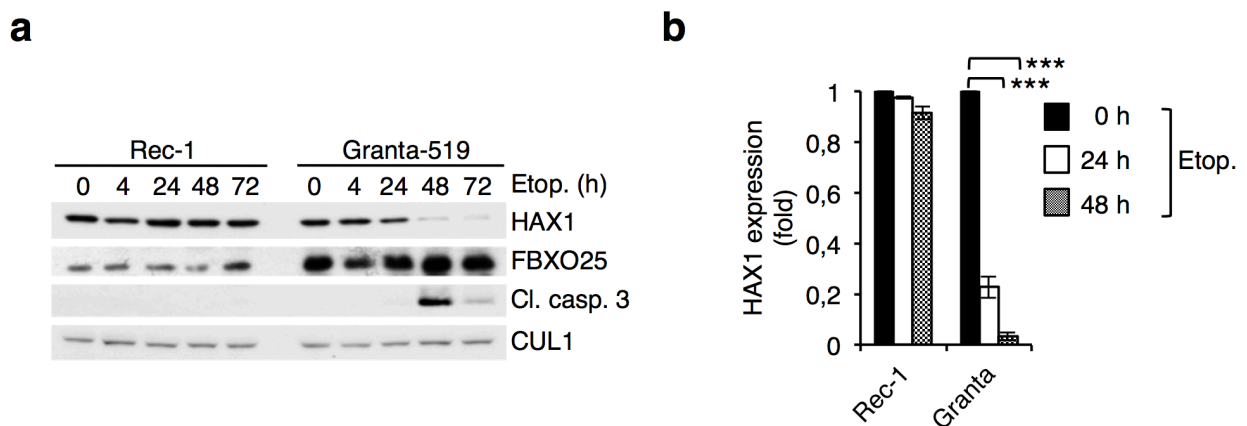 a
Rec-1 Granta-519
0 4 24 48 72 0 4 24 48 72 Etop. (h)
HAX1
FBXO25
Cl. casp. 3
CUL1
b
***
***
HAX1 expression
(fold)
1
0,8
0,6
0,4
0,2
0
Rec-1
Granta
0 h
24 h
48 h
Etop.